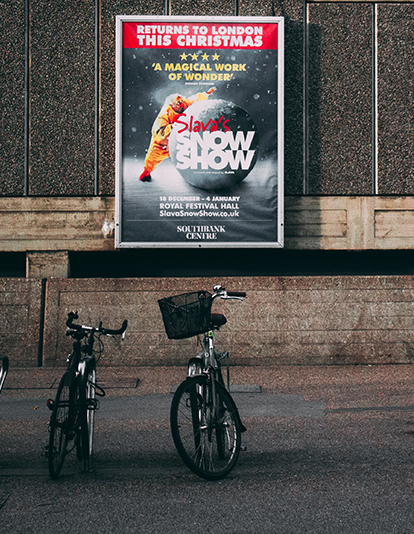 RETURNS TO LONDON
THIS CHRISTMAS
'A MAGICAL WORK
OF WONDER'
Slava's
SNOW
SHOW
18 DECEMBER - 4 JANUARY
ROYAL FESTIVAL HALL
SlavaSnowShow.co.uk
SOUTHBANK
CENTRE